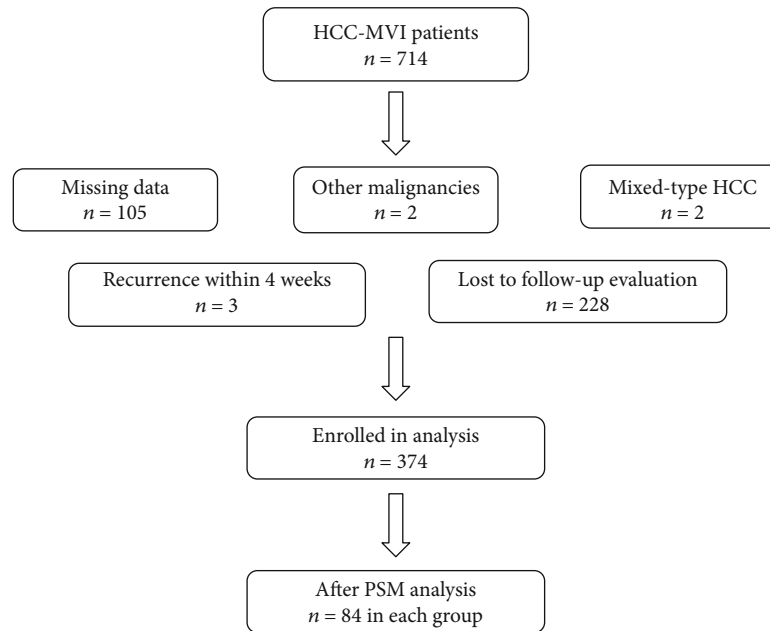 HCC-MVI patients
n = 714
Missing data
n = 105
Other malignancies
n = 2
Mixed-type HCC
n = 2
Recurrence within 4 weeks
n = 3
Lost to follow-up evaluation
n = 228
Enrolled in analysis
n = 374
After PSM analysis
n = 84 in each group